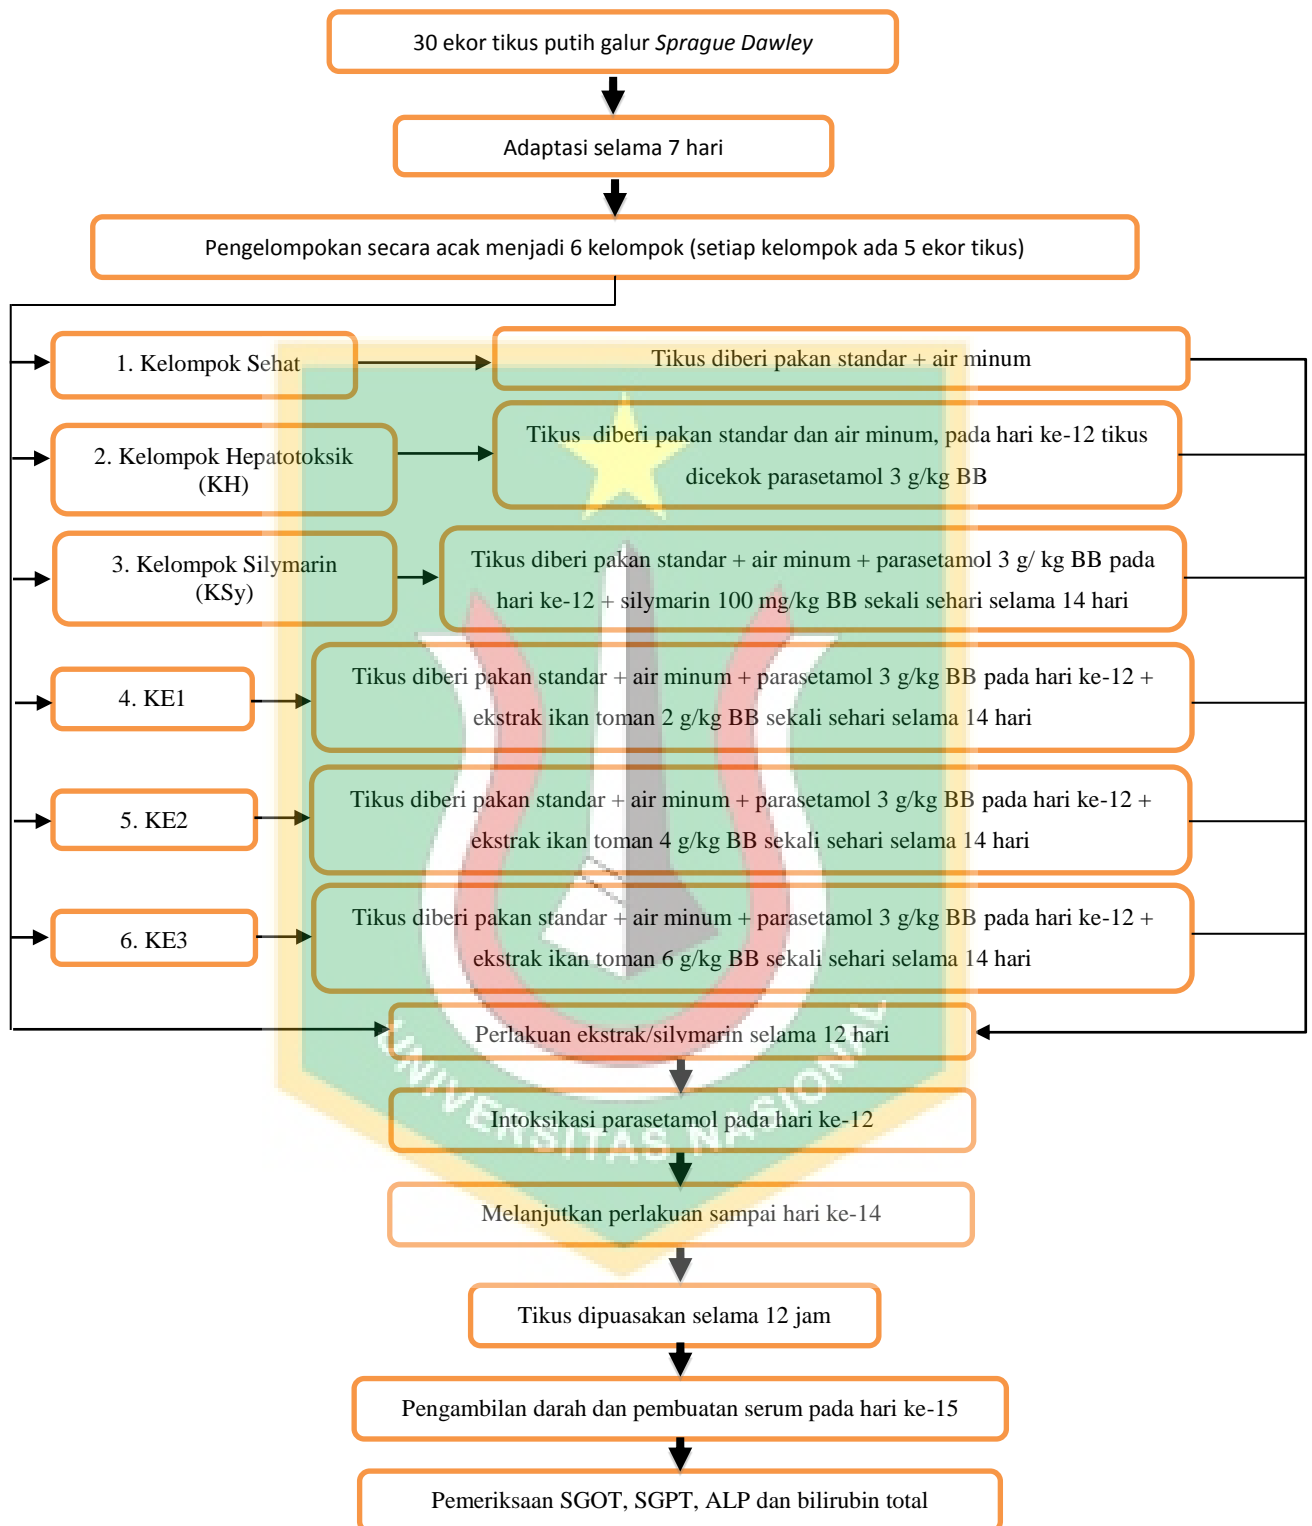 30 ekor tikus putih galur Sprague Dawley
Adaptasi selama 7 hari
Pengelompokan secara acak menjadi 6 kelompok (setiap kelompok ada 5 ekor tikus)
1. Kelompok Sehat
Tikus diberi pakan standar + air minum
2. Kelompok Hepatotoksik
(KH)
Tikus diberi pakan standar dan air minum, pada hari ke-12 tikus
dicekok parasetamol 3 g/kg BB
3. Kelompok Silymarin
(KSy)
Tikus diberi pakan standar + air minum + parasetamol 3 g/ kg BB pada
hari ke-12 + silymarin 100 mg/kg BB sekali sehari selama 14 hari
4. KE1
Tikus diberi pakan standar + air minum + parasetamol 3 g/kg BB pada hari ke-12 +
ekstrak ikan toman 2 g/kg BB sekali sehari selama 14 hari
5. KE2
Tikus diberi pakan standar + air minum + parasetamol 3 g/kg BB pada hari ke-12 +
ekstrak ikan toman 4 g/kg BB sekali sehari selama 14 hari
6. KE3
Tikus diberi pakan standar + air minum + parasetamol 3 g/kg BB pada hari ke-12 +
ekstrak ikan toman 6 g/kg BB sekali sehari selama 14 hari
Perlakuan ekstrak/silymarin selama 12 hari
Intoksikasi parasetamol pada hari ke-12
UNIVERSITAS NASIONAL
Melanjutkan perlakuan sampai hari ke-14
Tikus dipuasakan selama 12 jam
Pengambilan darah dan pembuatan serum pada hari ke-15
Pemeriksaan SGOT, SGPT, ALP dan bilirubin total